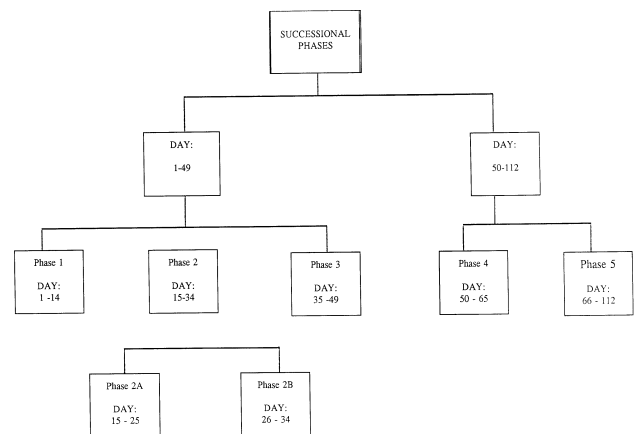 SUCCESSIONAL
PHASES
DAY:
1-49
DAY:
50-112
Phase 1
DAY:
1 -14
Phase 2
DAY:
15-34
Phase 3
DAY:
35 -49
Phase 4
DAY:
50 - 65
Phase 5
DAY:
66 - 112
Phase 2A
DAY:
15 - 25
Phase 2B
DAY:
26 - 34